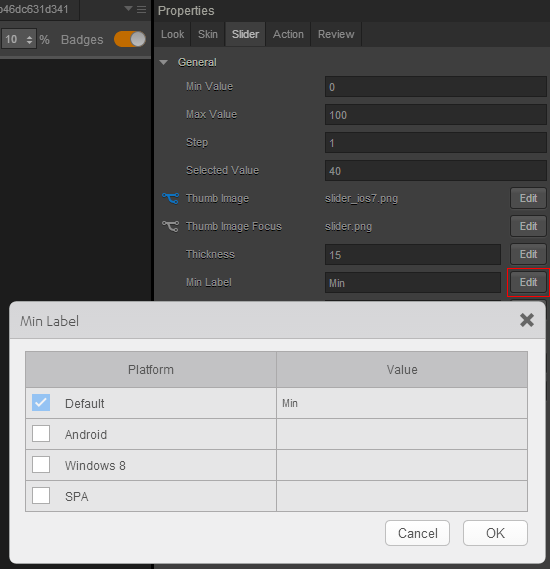 b46dc631d341
10 % Badges
Properties
Look Skin Slider Action Review
General
Min Value 0
Max Value 100
Step 1
Selected Value 40
Thumb Image slider_ios7.png Edit
Thumb Image Focus slider.png Edit
Thickness 15 Edit
Min Label Min Edit
Min Label
Platform Value
Default Min
Android
Windows 8
SPA
Cancel OK